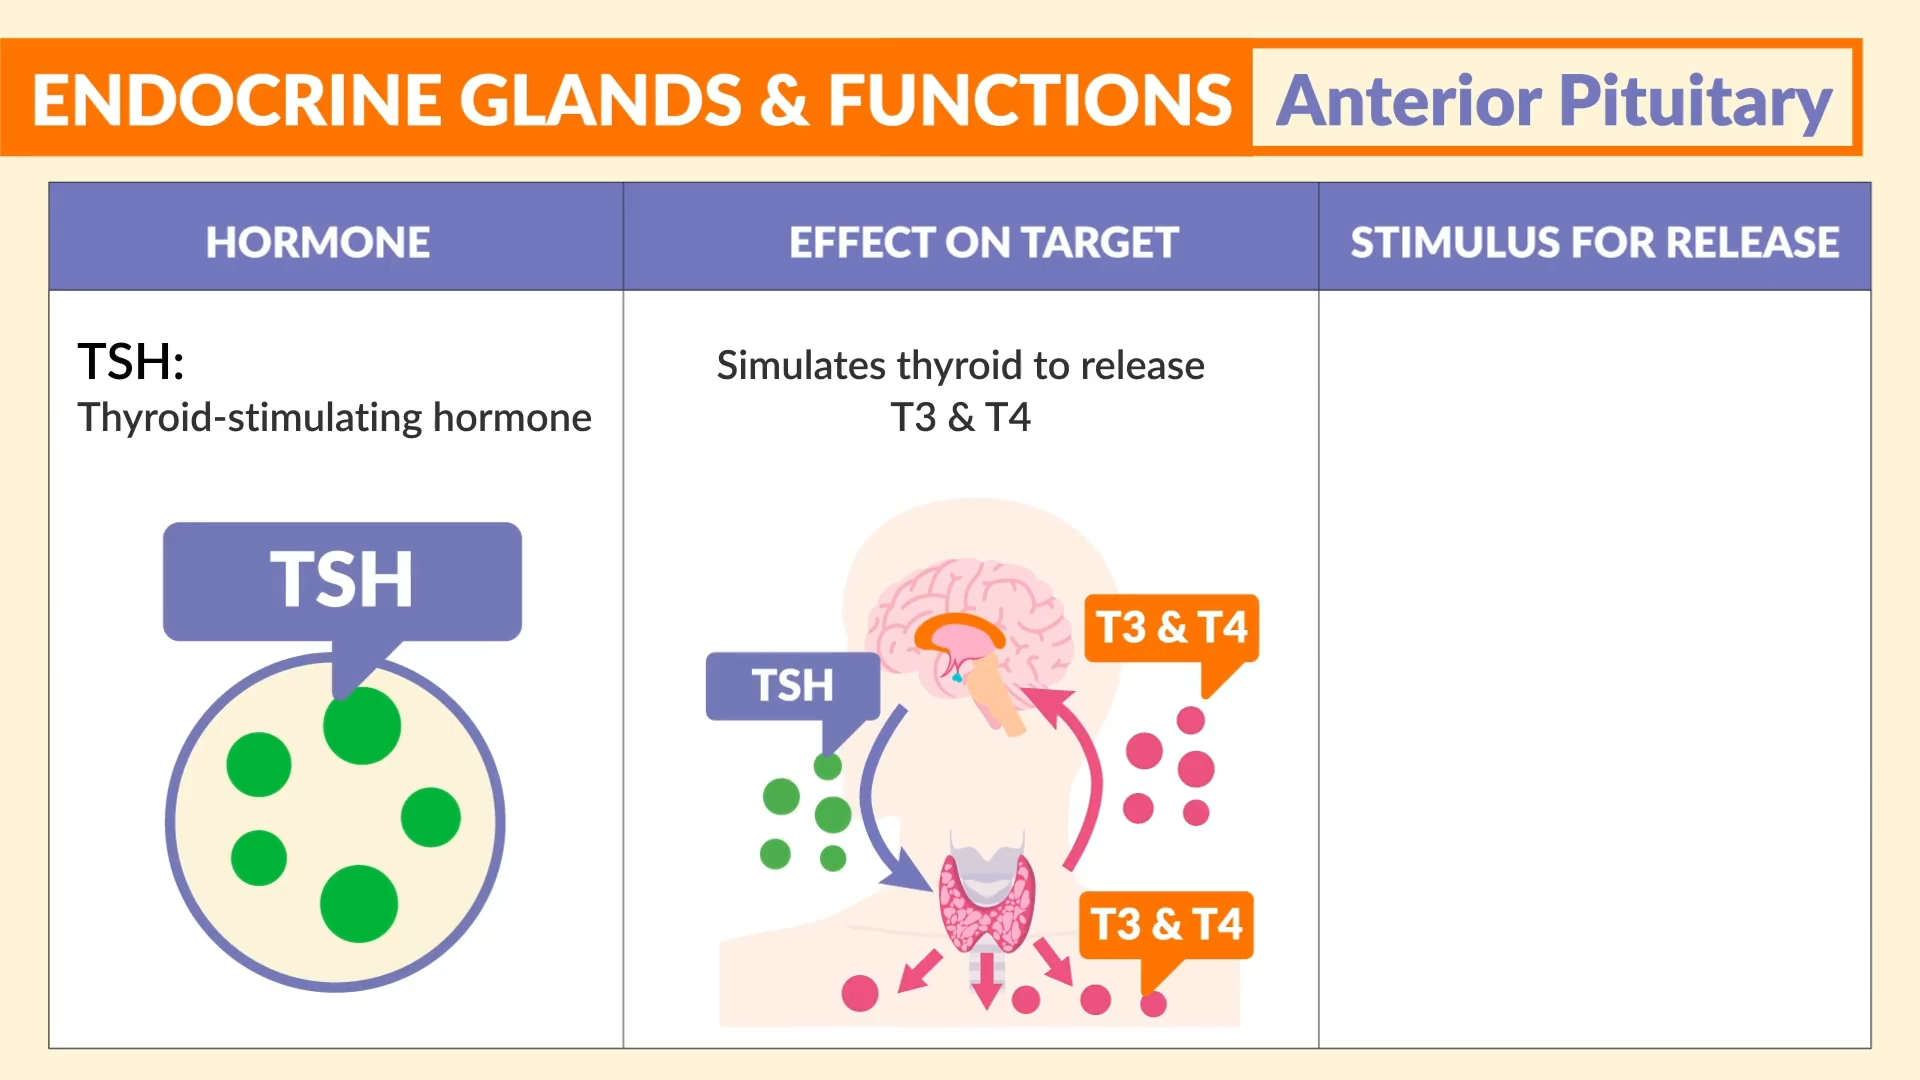 ENDOCRINE GLANDS & FUNCTIONS
Anterior Pituitary
HORMONE
EFFECT ON TARGET
STIMULUS FOR RELEASE
TSH:
Thyroid-stimulating hormone
Simulates thyroid to release
T3 & T4
TSH
TSH
T3 & T4
T3 & T4